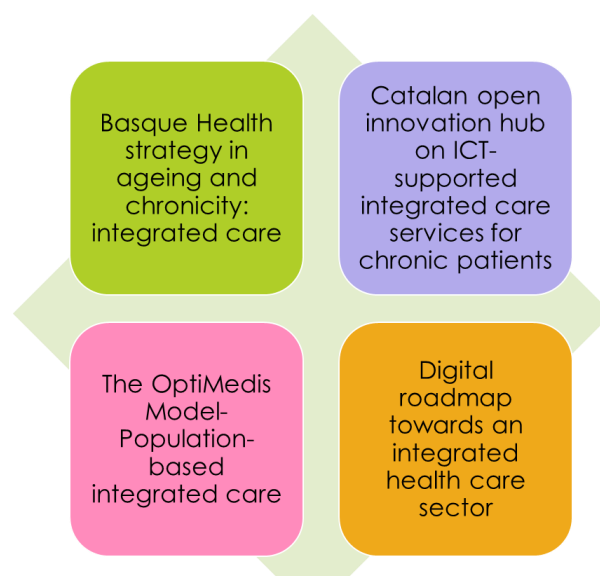 Basque Health
strategy in
ageing and
chronicity:
integrated care
Catalan open
innovation hub
on ICT-
supported
integrated care
services for
chronic patients
The OptiMedis
Model-
Population-
based
integrated care
Digital
roadmap
towards an
integrated
health care
sector